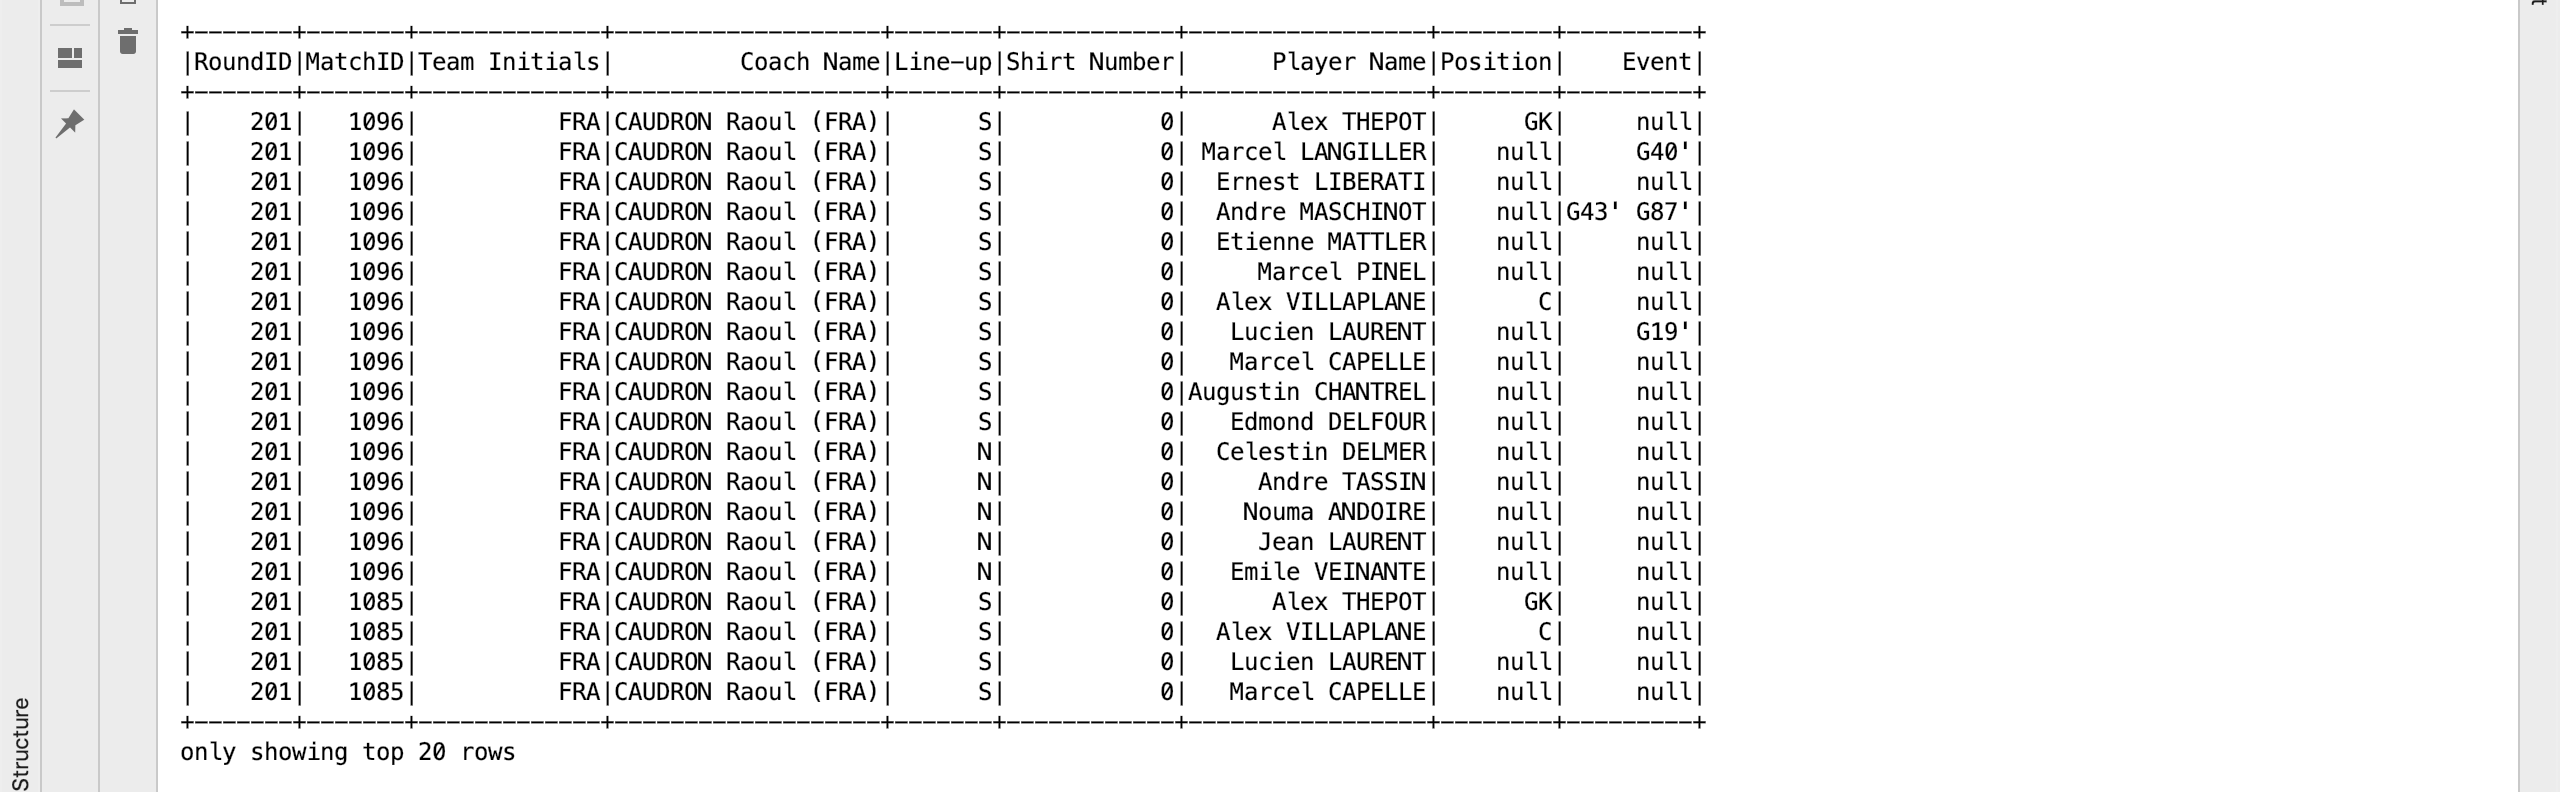 +-------+-------+-------------+-------------------+-------+------------+-----------------+--------+---------+
|RoundID|MatchID|Team Initials|         Coach Name|Line-up|Shirt Number|      Player Name|Position|    Event|
+-------+-------+-------------+-------------------+-------+------------+-----------------+--------+---------+
|    201|   1096|          FRA|CAUDRON Raoul (FRA)|      S|           0|      Alex THEPOT|      GK|     null|
|    201|   1096|          FRA|CAUDRON Raoul (FRA)|      S|           0| Marcel LANGILLER|    null|     G40'|
|    201|   1096|          FRA|CAUDRON Raoul (FRA)|      S|           0|  Ernest LIBERATI|    null|     null|
|    201|   1096|          FRA|CAUDRON Raoul (FRA)|      S|           0|  Andre MASCHINOT|    null|G43' G87'|
|    201|   1096|          FRA|CAUDRON Raoul (FRA)|      S|           0|  Etienne MATTLER|    null|     null|
|    201|   1096|          FRA|CAUDRON Raoul (FRA)|      S|           0|     Marcel PINEL|    null|     null|
|    201|   1096|          FRA|CAUDRON Raoul (FRA)|      S|           0|  Alex VILLAPLANE|       C|     null|
|    201|   1096|          FRA|CAUDRON Raoul (FRA)|      S|           0|   Lucien LAURENT|    null|     G19'|
|    201|   1096|          FRA|CAUDRON Raoul (FRA)|      S|           0|   Marcel CAPELLE|    null|     null|
|    201|   1096|          FRA|CAUDRON Raoul (FRA)|      S|           0|Augustin CHANTREL|    null|     null|
|    201|   1096|          FRA|CAUDRON Raoul (FRA)|      S|           0|   Edmond DELFOUR|    null|     null|
|    201|   1096|          FRA|CAUDRON Raoul (FRA)|      N|           0|  Celestin DELMER|    null|     null|
|    201|   1096|          FRA|CAUDRON Raoul (FRA)|      N|           0|     Andre TASSIN|    null|     null|
|    201|   1096|          FRA|CAUDRON Raoul (FRA)|      N|           0|    Nouma ANDOIRE|    null|     null|
|    201|   1096|          FRA|CAUDRON Raoul (FRA)|      N|           0|     Jean LAURENT|    null|     null|
|    201|   1096|          FRA|CAUDRON Raoul (FRA)|      N|           0|   Emile VEINANTE|    null|     null|
|    201|   1085|          FRA|CAUDRON Raoul (FRA)|      S|           0|      Alex THEPOT|      GK|     null|
|    201|   1085|          FRA|CAUDRON Raoul (FRA)|      S|           0|  Alex VILLAPLANE|       C|     null|
|    201|   1085|          FRA|CAUDRON Raoul (FRA)|      S|           0|   Lucien LAURENT|    null|     null|
|    201|   1085|          FRA|CAUDRON Raoul (FRA)|      S|           0|   Marcel CAPELLE|    null|     null|
+-------+-------+-------------+-------------------+-------+------------+-----------------+--------+---------+
only showing top 20 rows
Structure